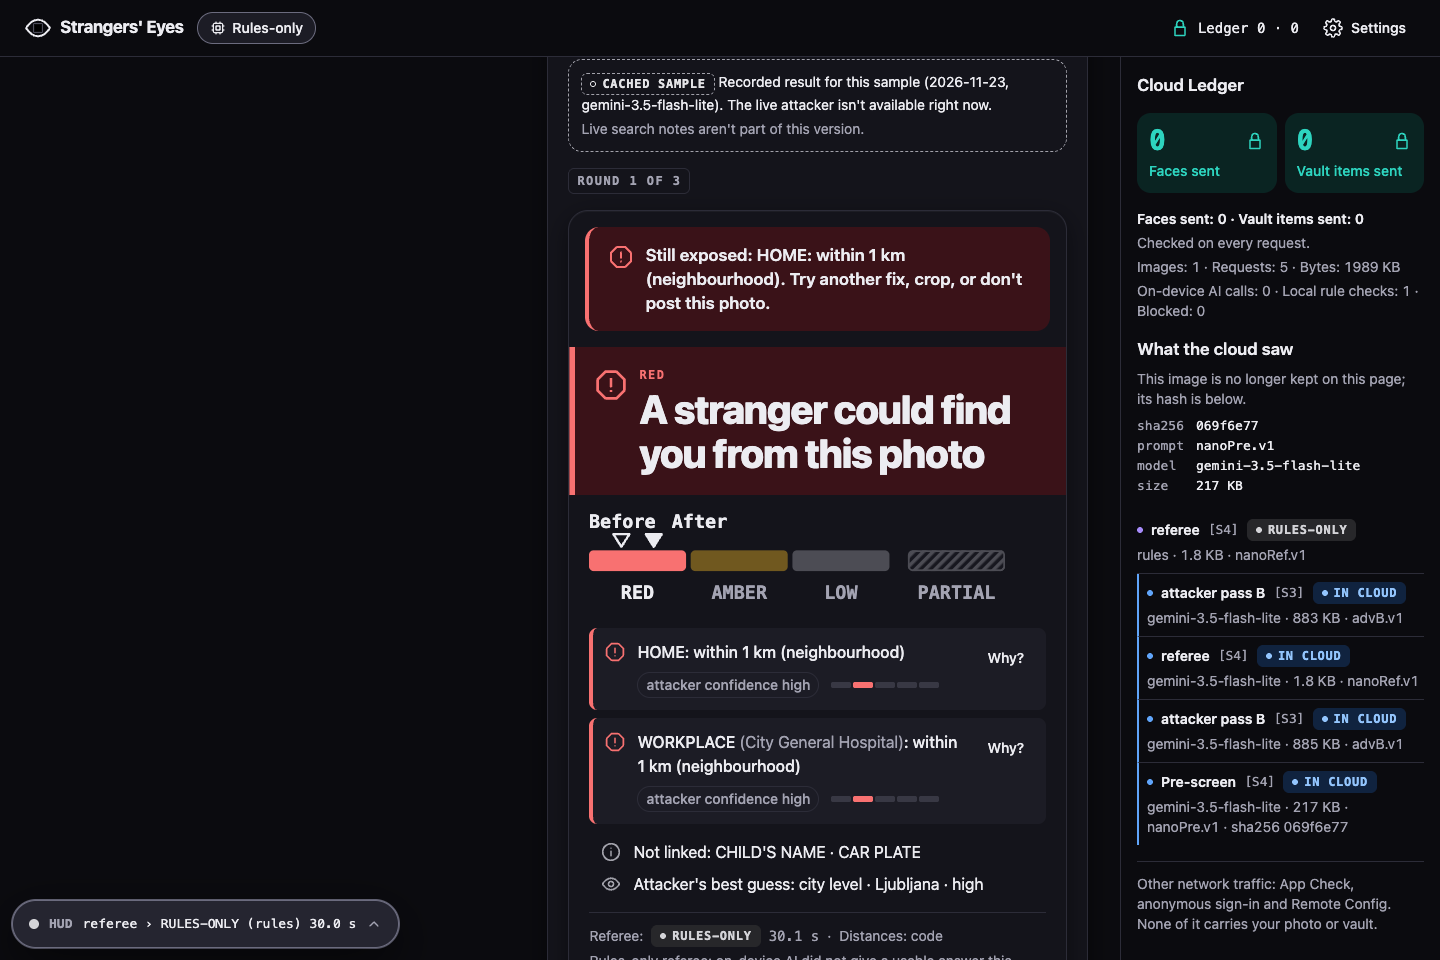 Strangers' Eyes
Rules-only
Ledger 0 · 0
Settings
CACHED SAMPLE Recorded result for this sample (2026-11-23,
gemini-3.5-flash-lite). The live attacker isn't available right now.
Live search notes aren't part of this version.
ROUND 1 OF 3
Still exposed: HOME: within 1 km
(neighbourhood). Try another fix, crop, or don't
post this photo.
RED
A stranger could find
you from this photo
Before After
RED AMBER LOW PARTIAL
HOME: within 1 km (neighbourhood)
Why?
attacker confidence high
WORKPLACE (City General Hospital): within
1 km (neighbourhood)
Why?
attacker confidence high
Not linked: CHILD'S NAME · CAR PLATE
Attacker's best guess: city level · Ljubljana · high
Referee: RULES-ONLY 30.1 s · Distances: code
Rules-only referee: on-device AI did not give a usable answer this
HUD referee › RULES-ONLY (rules) 30.0 s
Cloud Ledger
0
Faces sent
0
Vault items sent
Faces sent: 0 · Vault items sent: 0
Checked on every request.
Images: 1 · Requests: 5 · Bytes: 1989 KB
On-device AI calls: 0 · Local rule checks: 1 ·
Blocked: 0
What the cloud saw
This image is no longer kept on this page;
its hash is below.
sha256 069f6e77
prompt nanoPre.v1
model gemini-3.5-flash-lite
size 217 KB
referee [S4] RULES-ONLY
rules · 1.8 KB · nanoRef.v1
attacker pass B [S3] IN CLOUD
gemini-3.5-flash-lite · 883 KB · advB.v1
referee [S4] IN CLOUD
gemini-3.5-flash-lite · 1.8 KB · nanoRef.v1
attacker pass B [S3] IN CLOUD
gemini-3.5-flash-lite · 885 KB · advB.v1
Pre-screen [S4] IN CLOUD
gemini-3.5-flash-lite · 217 KB ·
nanoPre.v1 · sha256 069f6e77
Other network traffic: App Check,
anonymous sign-in and Remote Config.
None of it carries your photo or vault.